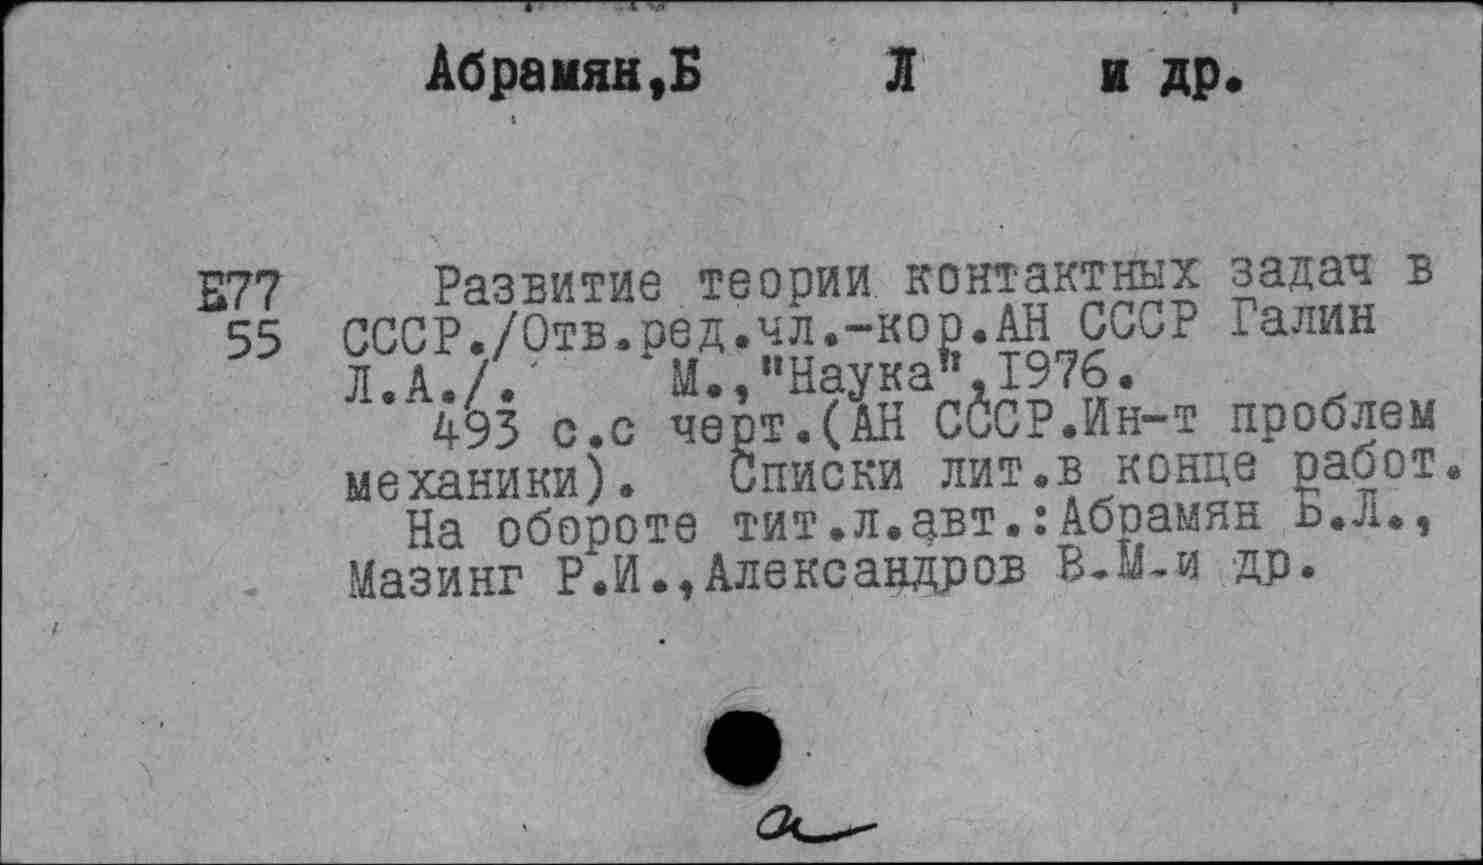 Абрамян,Б Л и др.
Б77 Развитие теории контактных задач в
55 СССР./Отв.ред.чл.-кор.АН СССР Галин
Л.А./. М.,"Наука",1976.
493 с.с черт.(АН СССР.Ин-т проблем
механики). Списки лит.в конце работ.
На обороте тит.л.авт.:Абрамян Б.Л.,
Мазинг Р.И.,Александров В.М.и др.